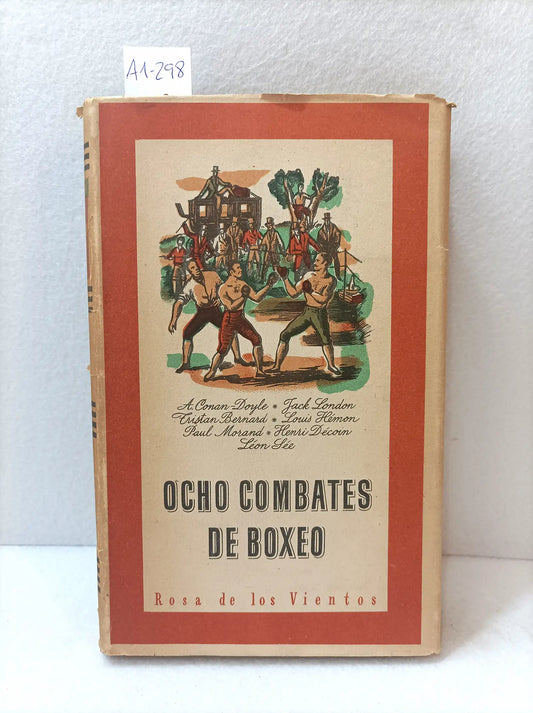 A1-298
A. Conan Doyle * Jack London
Tristan Bernard * Louis Hémon
Paul Morand * Henri Décoin
Léon Sée
OCHO COMBATES
DE BOXEO
Rosa de los Vientos